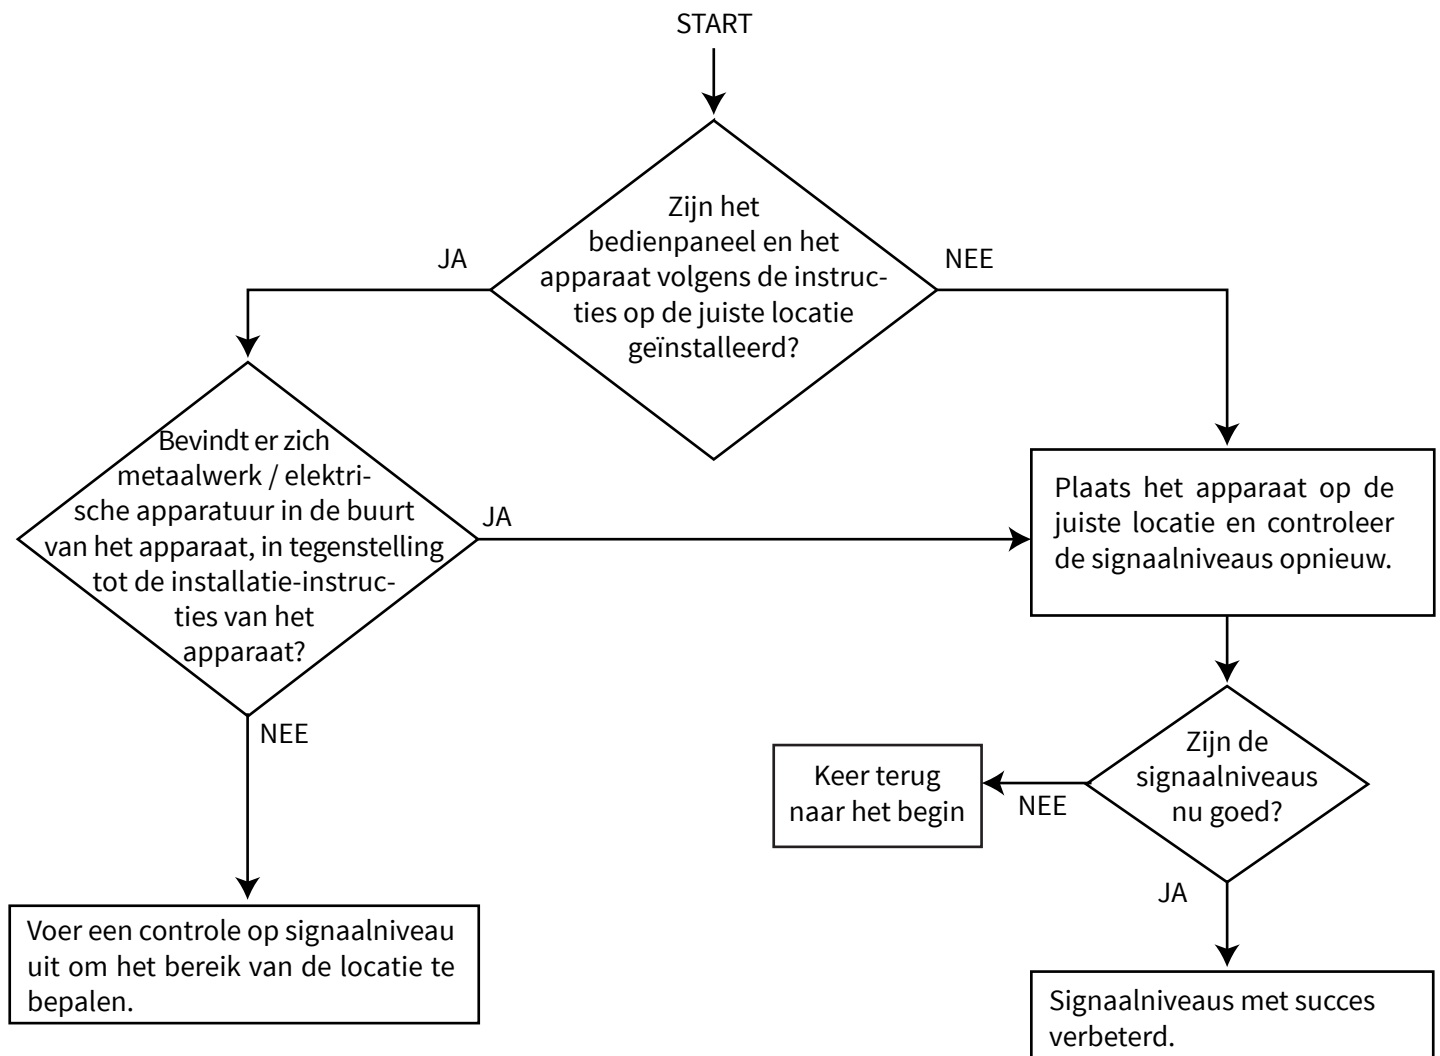 START
Zijn het
bedienpaneel en het
apparaat volgens de instruc-
ties op de juiste locatie
geïnstalleerd?
JA
NEE
Bevindt er zich
metaalwerk / elektri-
sche apparatuur in de buurt
van het apparaat, in tegenstelling
tot de installatie-instruc-
ties van het
apparaat?
JA
Plaats het apparaat op de
juiste locatie en controleer
de signaalniveaus opnieuw.
NEE
Zijn de
signaalniveaus
nu goed?
Keer terug
naar het begin
NEE
JA
Voer een controle op signaalniveau
uit om het bereik van de locatie te
bepalen.
Signaalniveaus met succes
verbeterd.